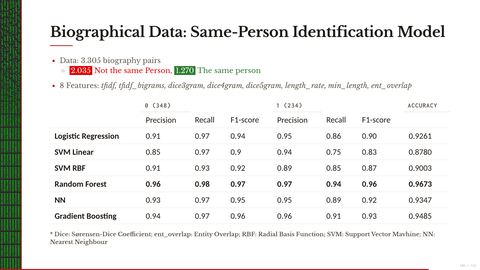 Biographical Data: Same-Person Identification Model
• Data: 3.305 biography pairs
2.035 Not the same Person, 1.270 The same person
• 8 Features: tfidf, tfidf_bigrams, dice3gram, dice4gram, dice5gram, length_rate, min_length, ent_overlap
0 (348) 1 (234) ACCURACY
Precision Recall F1-score Precision Recall F1-score
Logistic Regression 0.91 0.97 0.94 0.95 0.86 0.90 0.9261
SVM Linear 0.85 0.97 0.9 0.94 0.75 0.83 0.8780
SVM RBF 0.91 0.93 0.92 0.89 0.85 0.87 0.9003
Random Forest 0.96 0.98 0.97 0.97 0.94 0.96 0.9673
NN 0.93 0.97 0.95 0.95 0.89 0.92 0.9347
Gradient Boosting 0.94 0.97 0.96 0.96 0.91 0.93 0.9485
* Dice: Sørensen-Dice Coefficient; ent_overlap: Entity Overlap; RBF: Radial Basis Function; SVM: Support Vector Mavhine; NN:
Nearest Neighbour